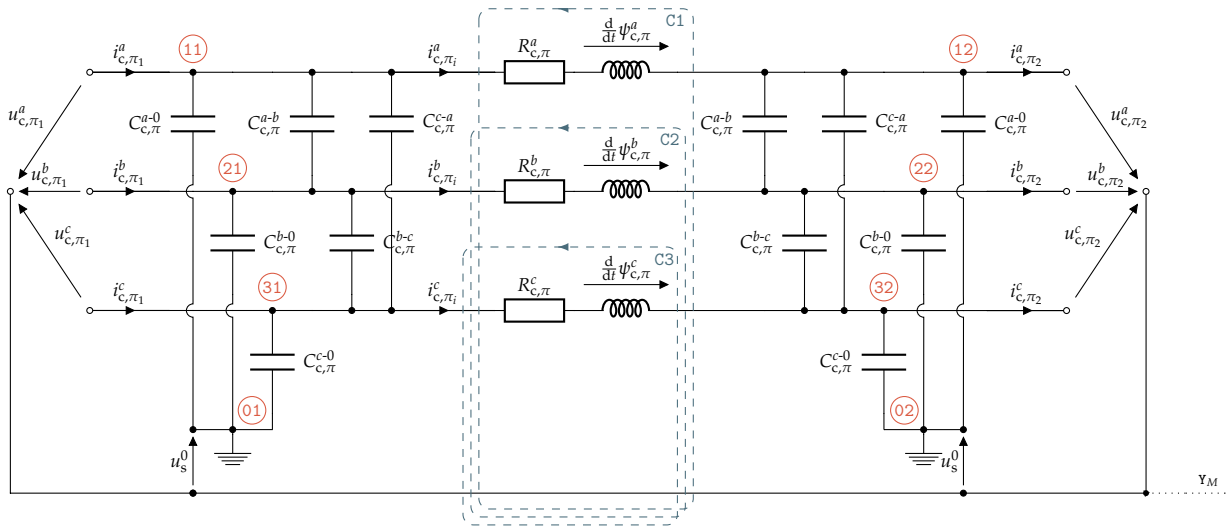 C1
11 12
i^a_{c,π_1} i^a_{c,π_i} R^a_{c,π} d/dt ψ^a_{c,π} i^a_{c,π_2}
u^a_{c,π_1} C^{a-0}_{c,π} C^{a-b}_{c,π} C^{c-a}_{c,π} C^{a-b}_{c,π} C^{c-a}_{c,π} C^{a-0}_{c,π} u^a_{c,π_2}
C2
21 22
u^b_{c,π_1} i^b_{c,π_1} i^b_{c,π_i} R^b_{c,π} d/dt ψ^b_{c,π} i^b_{c,π_2} u^b_{c,π_2}
u^c_{c,π_1} C^{b-0}_{c,π} C^{b-c}_{c,π} C^{b-c}_{c,π} C^{b-0}_{c,π} u^c_{c,π_2}
C3
31 32
i^c_{c,π_1} i^c_{c,π_i} R^c_{c,π} d/dt ψ^c_{c,π} i^c_{c,π_2}
C^{c-0}_{c,π} C^{c-0}_{c,π}
01 02
u^0_s u^0_s
Y_M